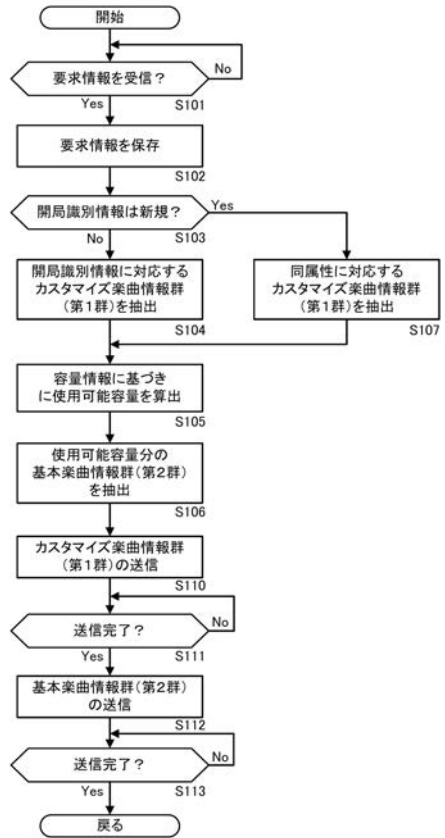 開始
要求情報を受信？
No
Yes
S101
要求情報を保存
S102
開局識別情報は新規？
Yes
No
S103
開局識別情報に対応する
カスタマイズ楽曲情報群
（第１群）を抽出
S104
同属性に対応する
カスタマイズ楽曲情報群
（第１群）を抽出
S107
容量情報に基づき
に使用可能容量を算出
S105
使用可能容量分の
基本楽曲情報群（第２群）
を抽出
S106
カスタマイズ楽曲情報群
（第１群）の送信
S110
送信完了？
No
Yes
S111
基本楽曲情報群（第２群）
の送信
S112
送信完了？
No
Yes
S113
戻る